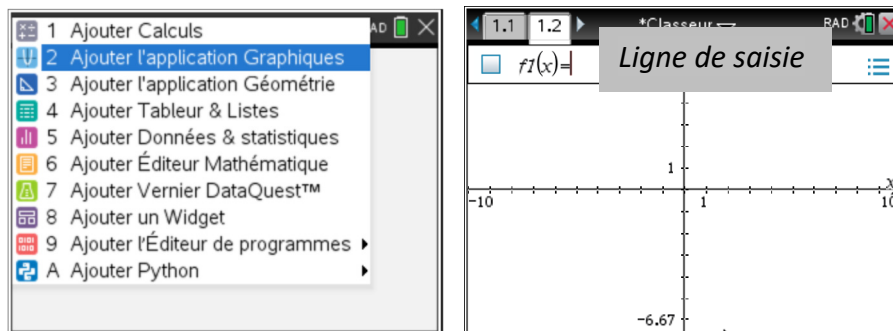 1 Ajouter Calculs
2 Ajouter l'application Graphiques
3 Ajouter l'application Géométrie
4 Ajouter Tableur & Listes
5 Ajouter Données & statistiques
6 Ajouter Éditeur Mathématique
7 Ajouter Vernier DataQuest™
8 Ajouter un Widget
9 Ajouter l'Éditeur de programmes
A Ajouter Python
AD
1.1 1.2 *Classeur RAD
f1(x)=
Ligne de saisie
1
x
-10 1 10
-6.67